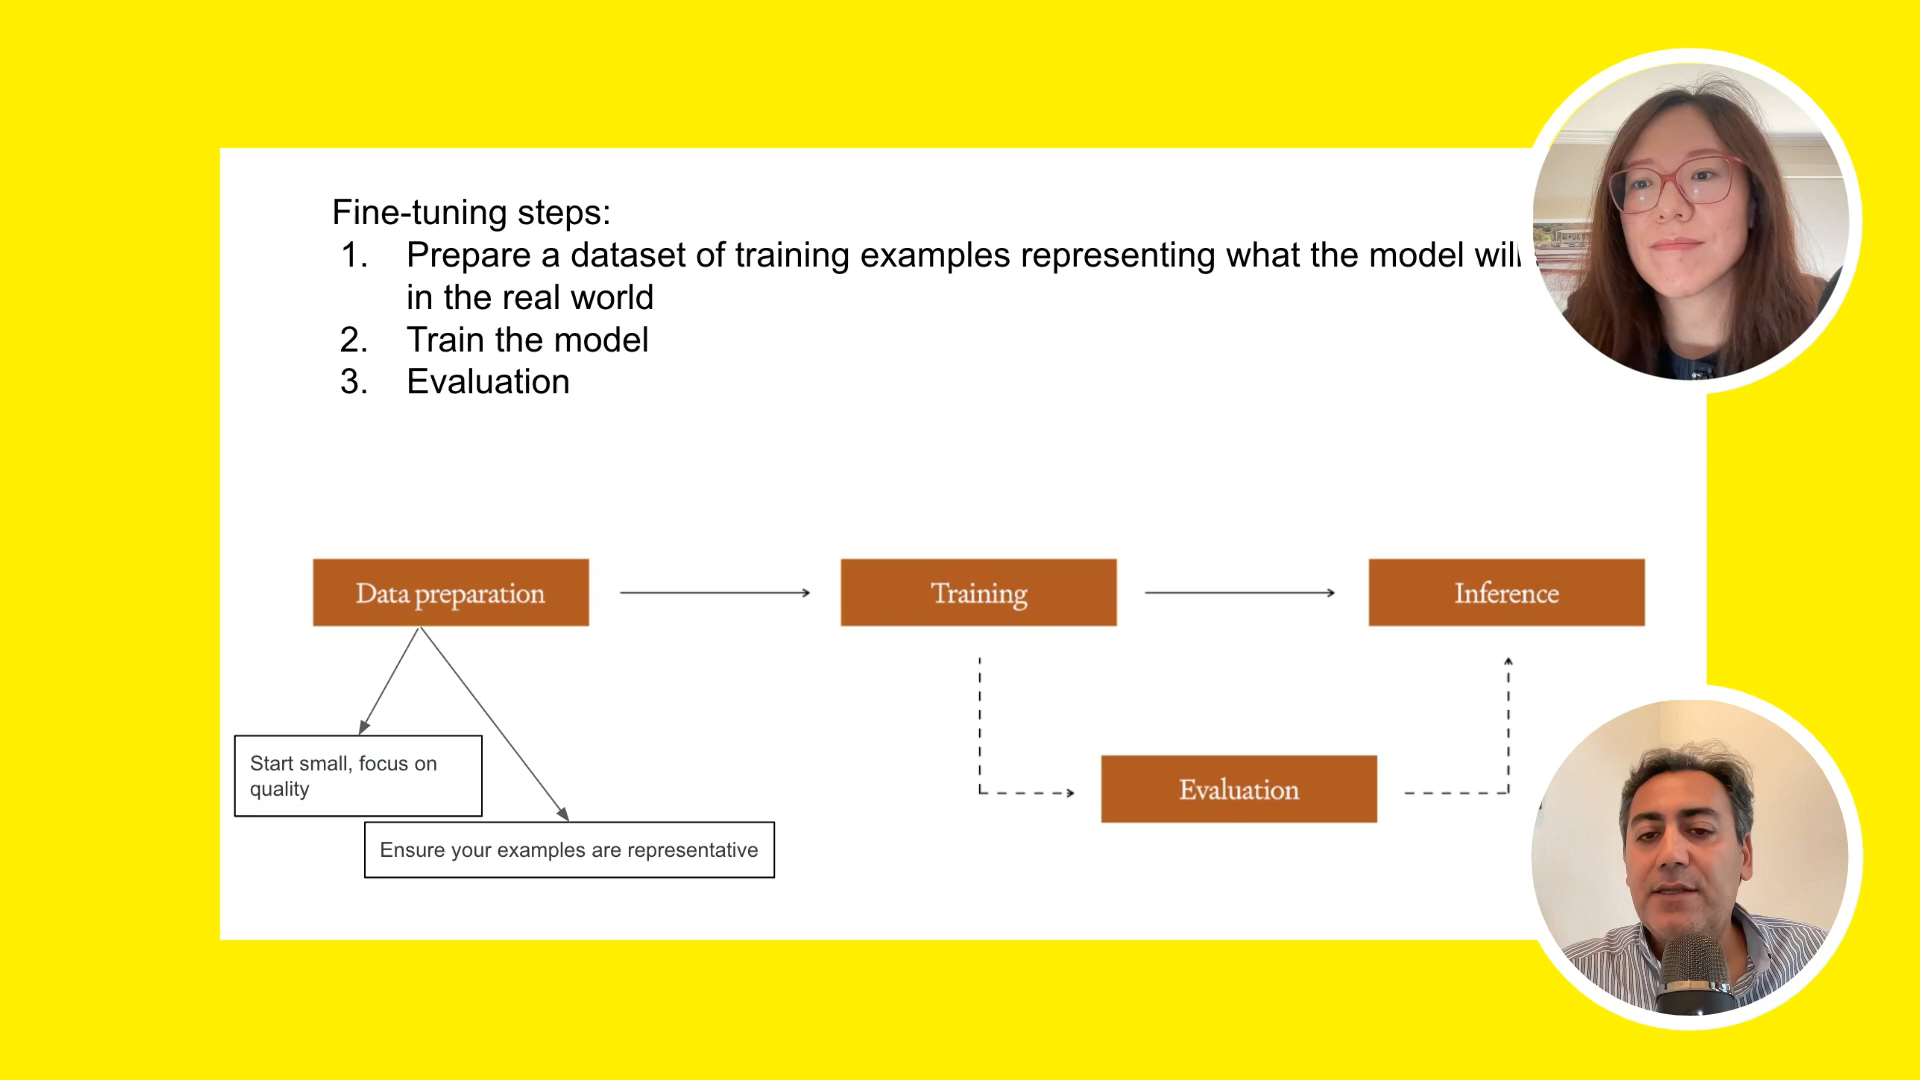 Fine-tuning steps:
1. Prepare a dataset of training examples representing what the model will
in the real world
2. Train the model
3. Evaluation
Data preparation
Training
Inference
Start small, focus on
quality
Evaluation
Ensure your examples are representative